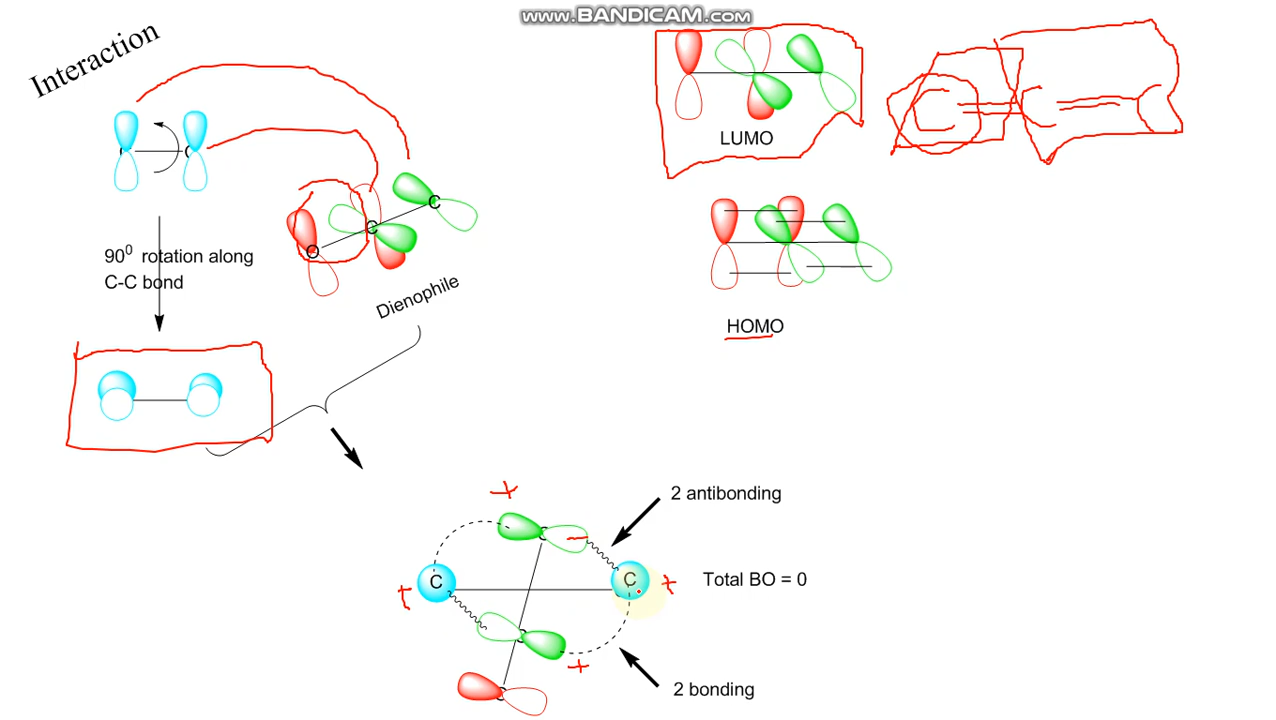 www.BANDICAM.com
Interaction
LUMO
C
C
90⁰ rotation along
C-C bond
O
C
C
Dienophile
HOMO
2 antibonding
+
C
−
C
C
+
+
Total BO = 0
C
+
C
2 bonding